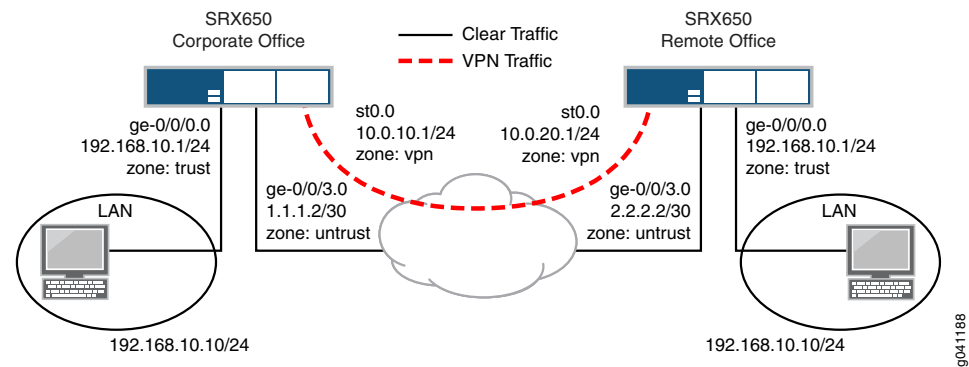 SRX650
Corporate Office
Clear Traffic
VPN Traffic
SRX650
Remote Office
ge-0/0/0.0
192.168.10.1/24
zone: trust
st0.0
10.0.10.1/24
zone: vpn
st0.0
10.0.20.1/24
zone: vpn
ge-0/0/0.0
192.168.10.1/24
zone: trust
ge-0/0/3.0
1.1.1.2/30
zone: untrust
ge-0/0/3.0
2.2.2.2/30
zone: untrust
LAN
LAN
192.168.10.10/24
192.168.10.10/24
g041188